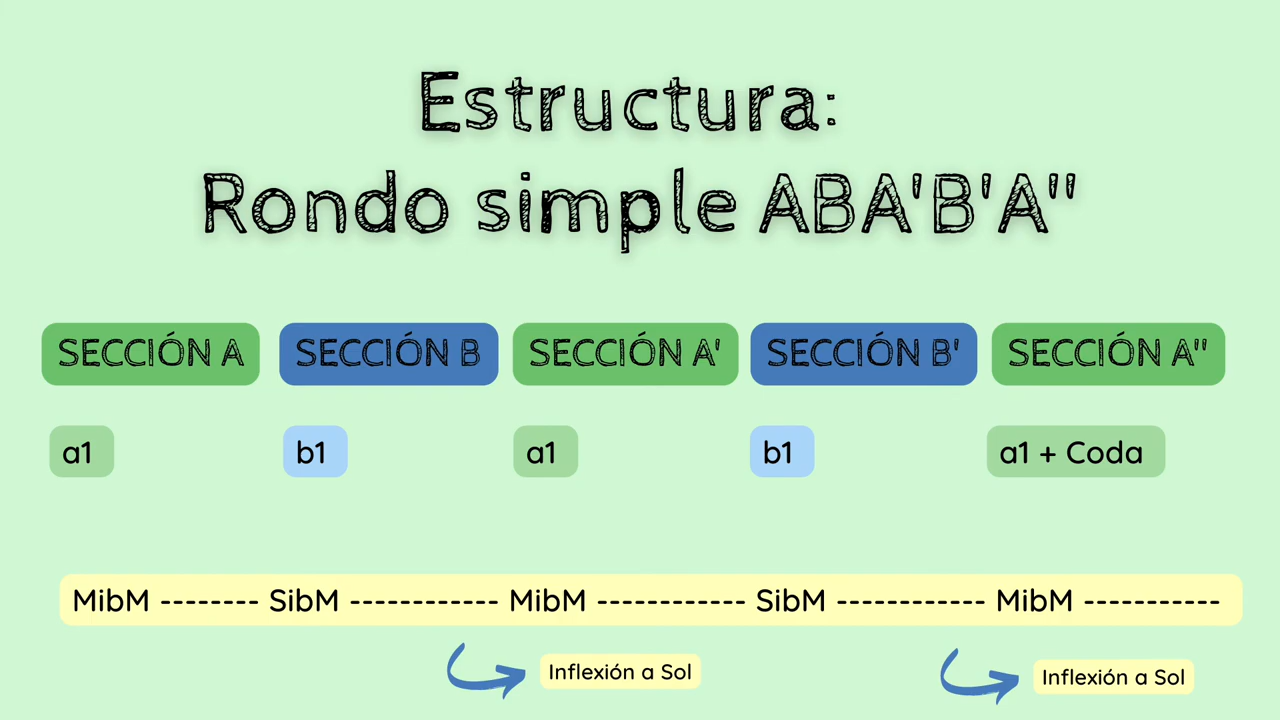 Estructura:
Rondo simple ABA'B'A''
SECCIÓN A SECCIÓN B SECCIÓN A' SECCIÓN B' SECCIÓN A''
a1 b1 a1 b1 a1 + Coda
MibM -------- SibM ------------ MibM ------------ SibM ------------ MibM -----------
Inflexión a Sol Inflexión a Sol